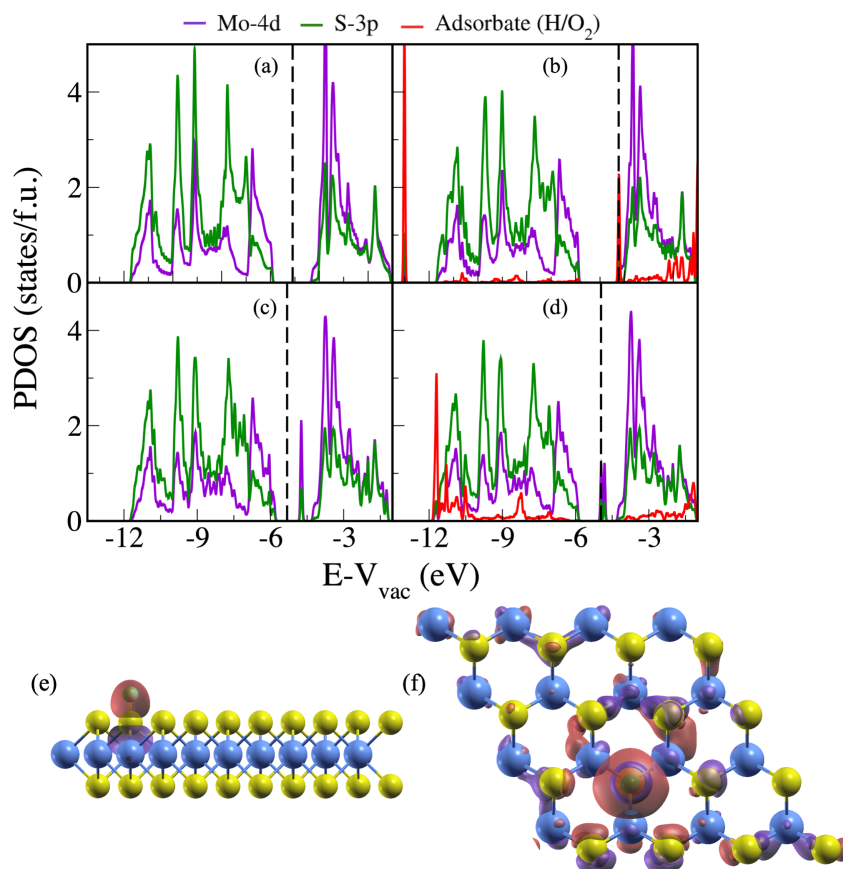 Mo-4d S-3p Adsorbate (H/O₂)
(a) (b)
4
2
0
(c) (d)
4
2
0
PDOS (states/f.u.)
-12 -9 -6 -3 -12 -9 -6 -3
E-Vvac (eV)
(e) (f)